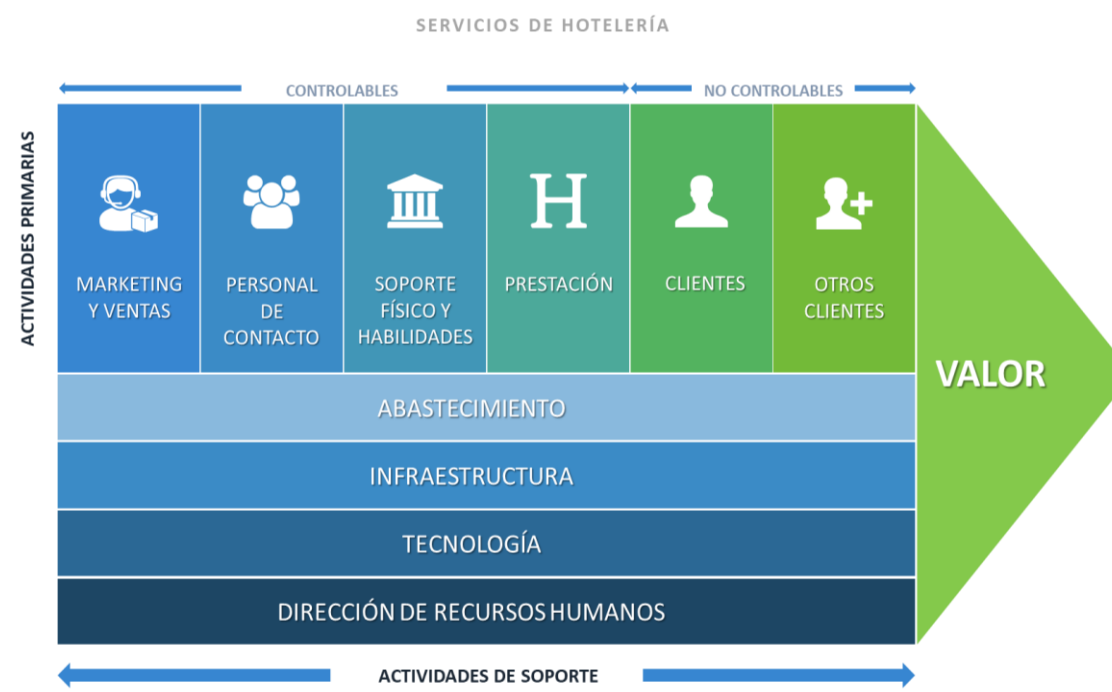 SERVICIOS DE HOTELERÍA
CONTROLABLES
NO CONTROLABLES
ACTIVIDADES PRIMARIAS
MARKETING
Y VENTAS
PERSONAL
DE
CONTACTO
SOPORTE
FÍSICO Y
HABILIDADES
H
PRESTACIÓN
CLIENTES
OTROS
CLIENTES
VALOR
ABASTECIMIENTO
INFRAESTRUCTURA
TECNOLOGÍA
DIRECCIÓN DE RECURSOS HUMANOS
ACTIVIDADES DE SOPORTE